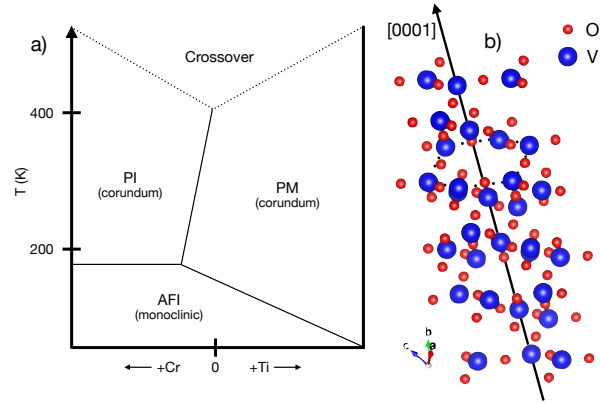 a)
Crossover
T (K)
400
200
PI
(corundum)
PM
(corundum)
AFI
(monoclinic)
+Cr
0
+Ti
[0001]
b)
O
V
b
c
a